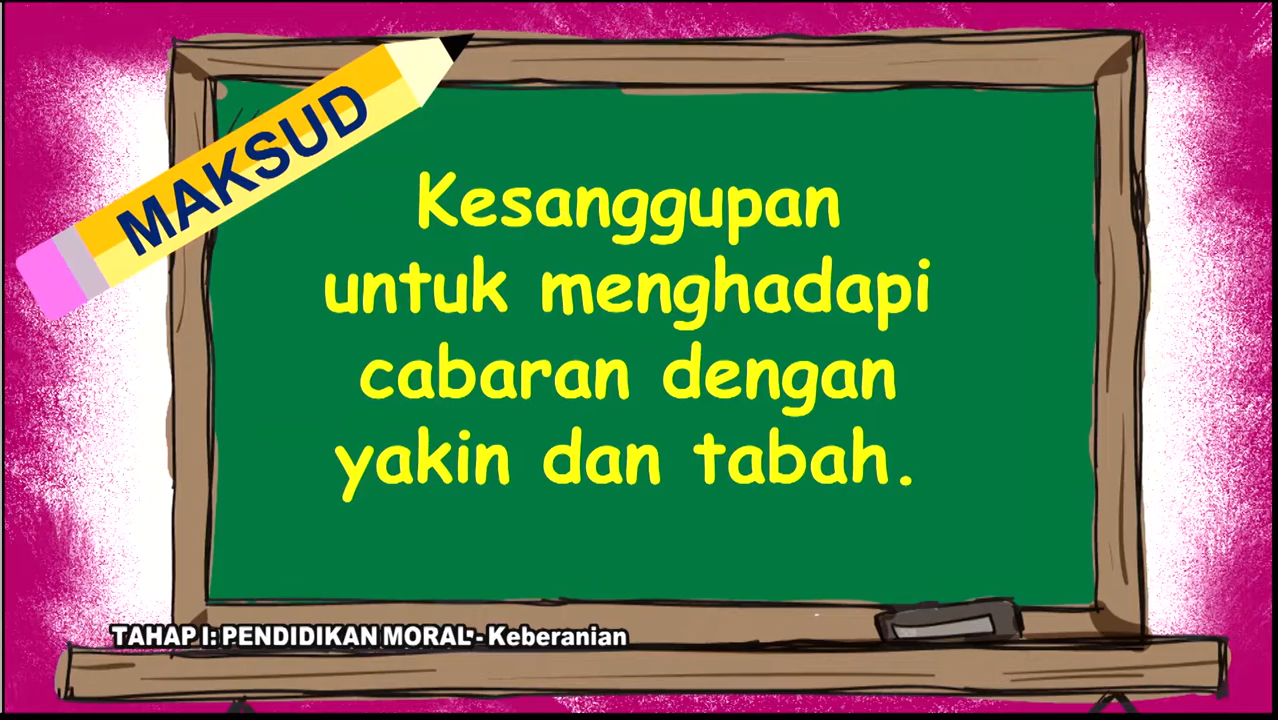 MAKSUD
Kesanggupan
untuk menghadapi
cabaran dengan
yakin dan tabah.
TAHAP I: PENDIDIKAN MORAL - Keberanian